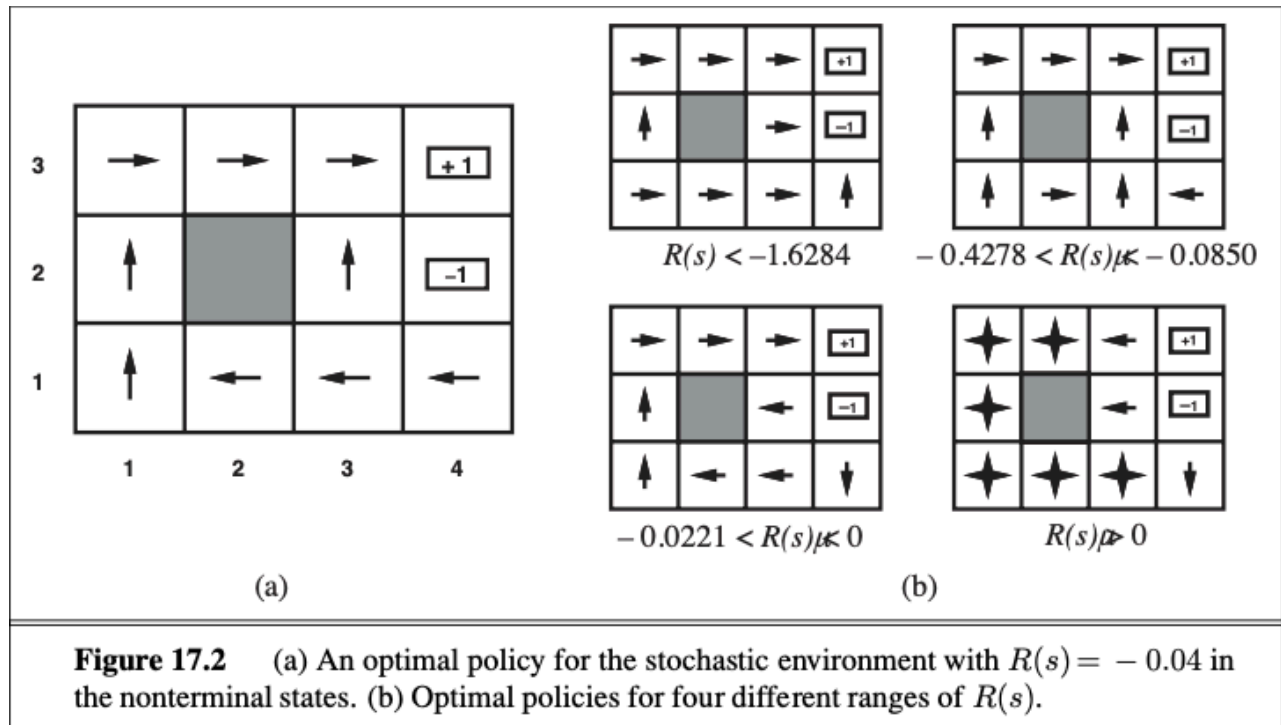 3
+ 1
2
–1
1
1 2 3 4
(a)
+1
–1
R(s) < –1.6284
+1
–1
– 0.4278 < R(s) < – 0.0850
+1
–1
– 0.0221 < R(s) < 0
+1
–1
R(s) > 0
(b)
Figure 17.2 (a) An optimal policy for the stochastic environment with R(s) = – 0.04 in
the nonterminal states. (b) Optimal policies for four different ranges of R(s).